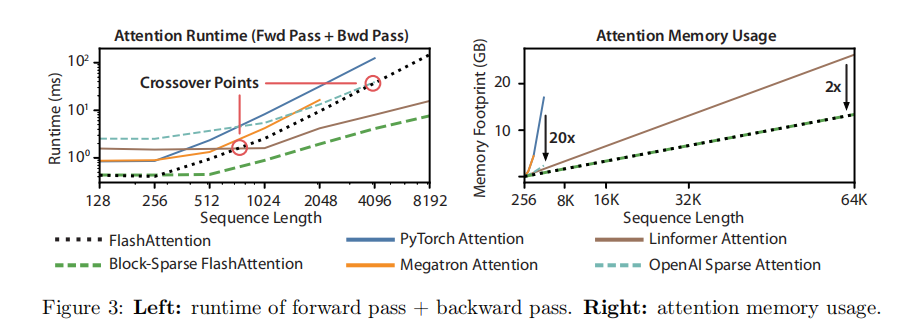 Attention Runtime (Fwd Pass + Bwd Pass)
Runtime (ms)
10²
10¹
10⁰
Crossover Points
128 256 512 1024 2048 4096 8192
Sequence Length
Attention Memory Usage
Memory Footprint (GB)
20
10
20x
2x
256 8K 16K 32K 64K
Sequence Length
FlashAttention
Block-Sparse FlashAttention
PyTorch Attention
Megatron Attention
Linformer Attention
OpenAI Sparse Attention
Figure 3: Left: runtime of forward pass + backward pass. Right: attention memory usage.